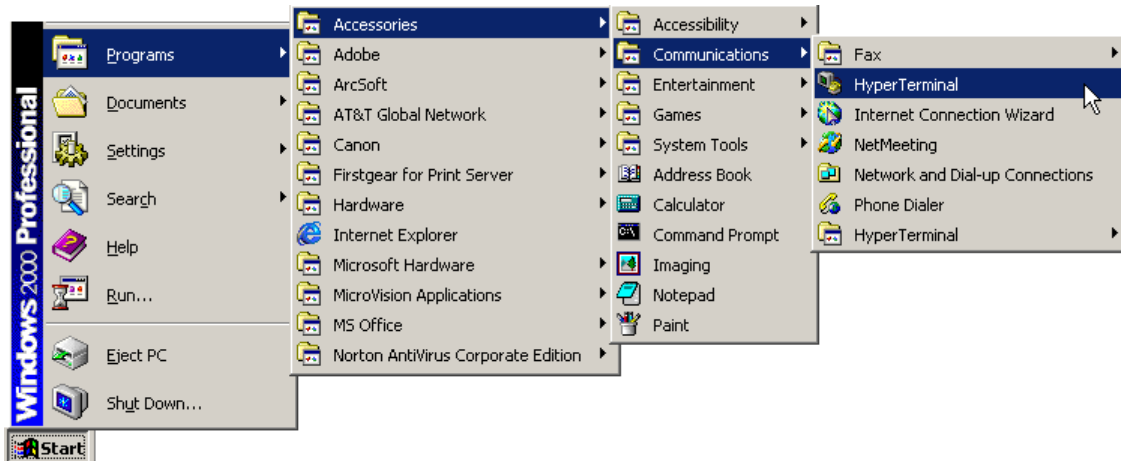 Windows 2000 Professional
Programs
Documents
Settings
Search
Help
Run...
Eject PC
Shut Down...
Start
Accessories
Adobe
ArcSoft
AT&T Global Network
Canon
Firstgear for Print Server
Hardware
Internet Explorer
Microsoft Hardware
MicroVision Applications
MS Office
Norton AntiVirus Corporate Edition
Accessibility
Communications
Entertainment
Games
System Tools
Address Book
Calculator
Command Prompt
Imaging
Notepad
Paint
Fax
HyperTerminal
Internet Connection Wizard
NetMeeting
Network and Dial-up Connections
Phone Dialer
HyperTerminal